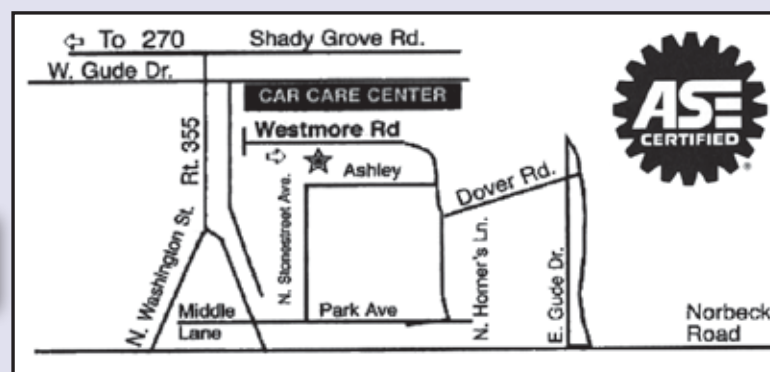 To 270
Shady Grove Rd.
W. Gude Dr.
CAR CARE CENTER
Westmore Rd
Rt. 355
Ashley
Dover Rd.
N. Stonestreet Ave.
N. Washington St.
N. Horner's Ln.
E. Gude Dr.
Middle
Lane
Park Ave
Norbeck
Road
ASE
CERTIFIED